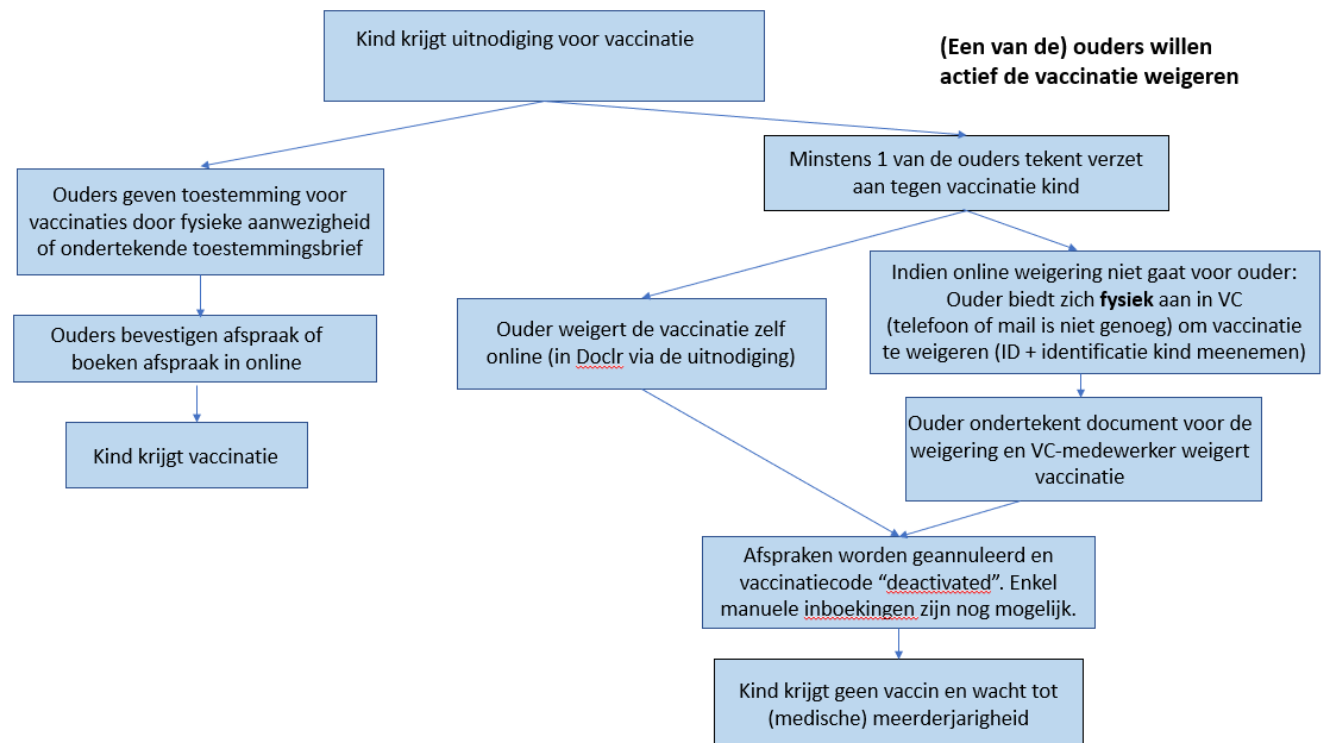 Kind krijgt uitnodiging voor vaccinatie
(Een van de) ouders willen
actief de vaccinatie weigeren
Minstens 1 van de ouders tekent verzet
aan tegen vaccinatie kind
Ouders geven toestemming voor
vaccinaties door fysieke aanwezigheid
of ondertekende toestemmingsbrief
Indien online weigering niet gaat voor ouder:
Ouder biedt zich fysiek aan in VC
(telefoon of mail is niet genoeg) om vaccinatie
te weigeren (ID + identificatie kind meenemen)
Ouder weigert de vaccinatie zelf
online (in Doclr via de uitnodiging)
Ouders bevestigen afspraak of
boeken afspraak in online
Ouder ondertekent document voor de
weigering en VC-medewerker weigert
vaccinatie
Kind krijgt vaccinatie
Afspraken worden geannuleerd en
vaccinatiecode “deactivated”. Enkel
manuele inboekingen zijn nog mogelijk.
Kind krijgt geen vaccin en wacht tot
(medische) meerderjarigheid